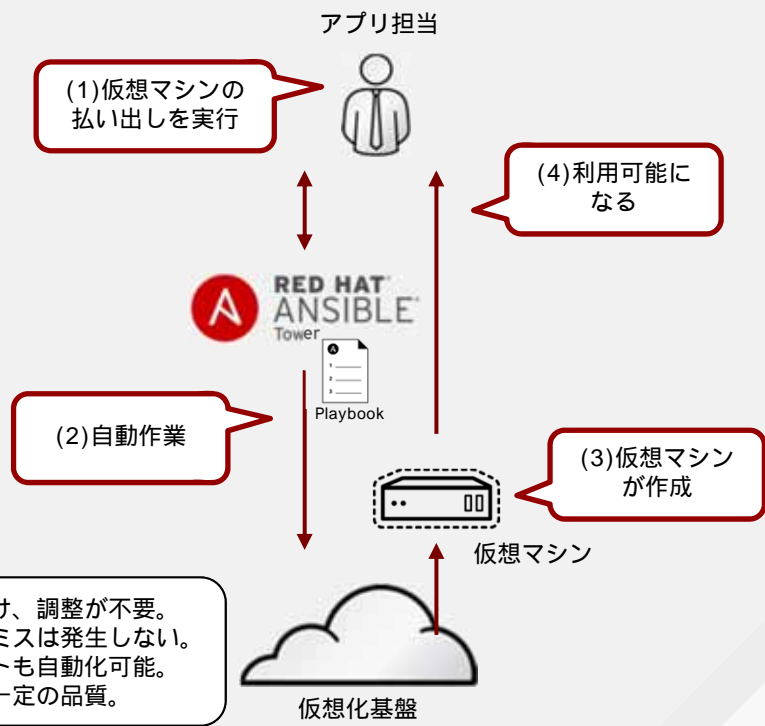 アプリ担当
(1)仮想マシンの
払い出しを実行
(4)利用可能に
なる
RED HAT
ANSIBLE
Tower
Playbook
(2)自動作業
(3)仮想マシン
が作成
仮想マシン
け、調整が不要。
ミスは発生しない。
トも自動化可能。
一定の品質。
仮想化基盤